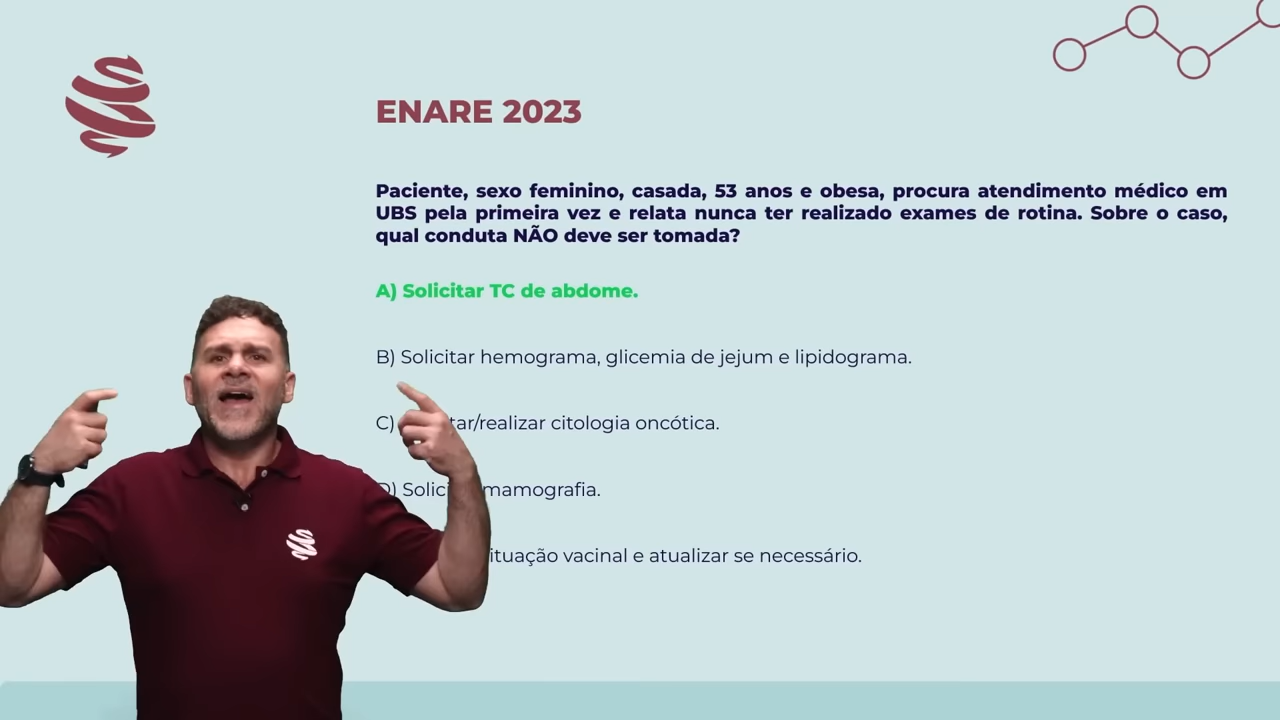 ENARE 2023
Paciente, sexo feminino, casada, 53 anos e obesa, procura atendimento médico em
UBS pela primeira vez e relata nunca ter realizado exames de rotina. Sobre o caso,
qual conduta NÃO deve ser tomada?
A) Solicitar TC de abdome.
B) Solicitar hemograma, glicemia de jejum e lipidograma.
C) tar/realizar citologia oncótica.
D) Solic mamografia.
ituação vacinal e atualizar se necessário.